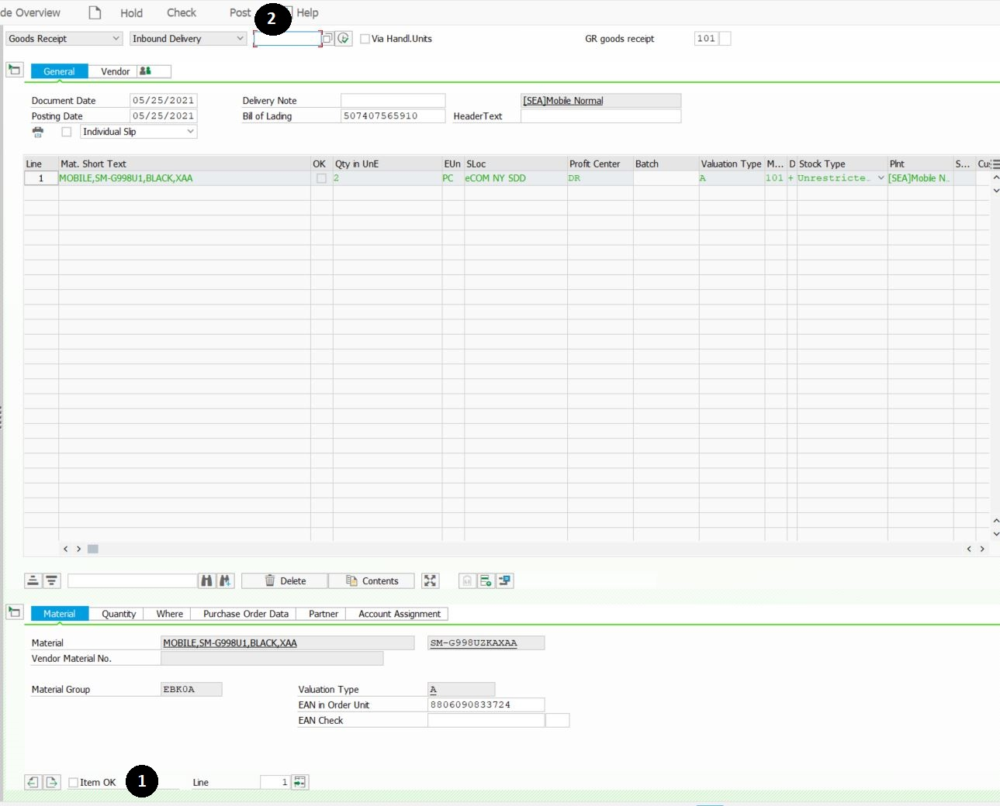 de Overview Hold Check Post 2 Help
Goods Receipt Inbound Delivery Via Handl.Units GR goods receipt 101
General Vendor
Document Date 05/25/2021 Delivery Note [SEA]Mobile Normal
Posting Date 05/25/2021 Bill of Lading 507407565910 HeaderText
Individual Slip
Line Mat. Short Text OK Qty in UnE EUn SLoc Profit Center Batch Valuation Type M... D Stock Type Plnt S... Cu
1 MOBILE,SM-G998U1,BLACK,XAA 2 PC eCOM NY SDD DR A 101 + Unrestricte.. [SEA]Mobile N..
Delete Contents
Material Quantity Where Purchase Order Data Partner Account Assignment
Material MOBILE,SM-G998U1,BLACK,XAA SM-G998UZKAXAA
Vendor Material No.
Material Group EBK0A Valuation Type A
EAN in Order Unit 8806090833724
EAN Check
Item OK 1 Line 1